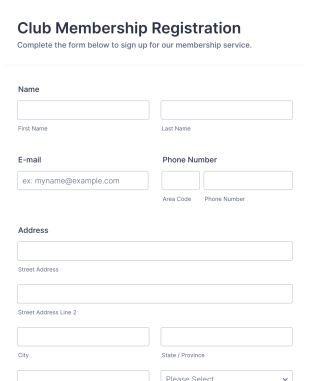 Club Membership Registration
Complete the form below to sign up for our membership service.
Name
First Name
Last Name
E-mail
Phone Number
ex: myname@example.com
Area Code
Phone Number
Address
Street Address
Street Address Line 2
City
State / Province
Please Select